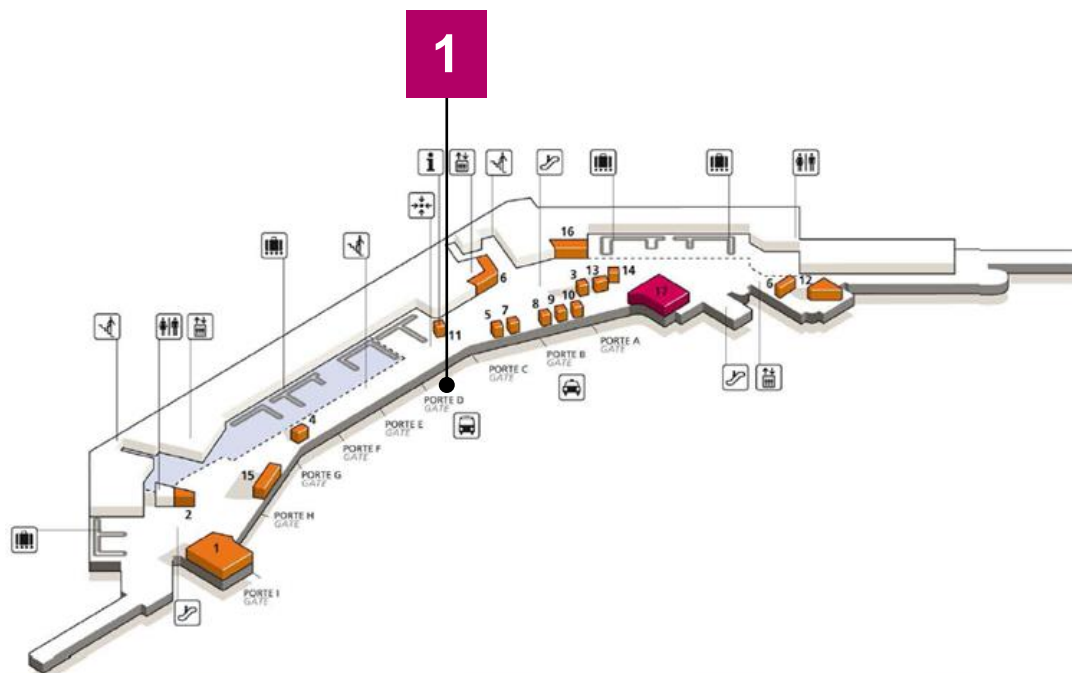 1
i
16
6
3
13
14
17
6
12
5
7
8
9
10
11
PORTE A
GATE
PORTE B
GATE
PORTE C
GATE
PORTE D
GATE
PORTE E
GATE
4
PORTE F
GATE
15
PORTE G
GATE
2
PORTE H
GATE
1
PORTE I
GATE